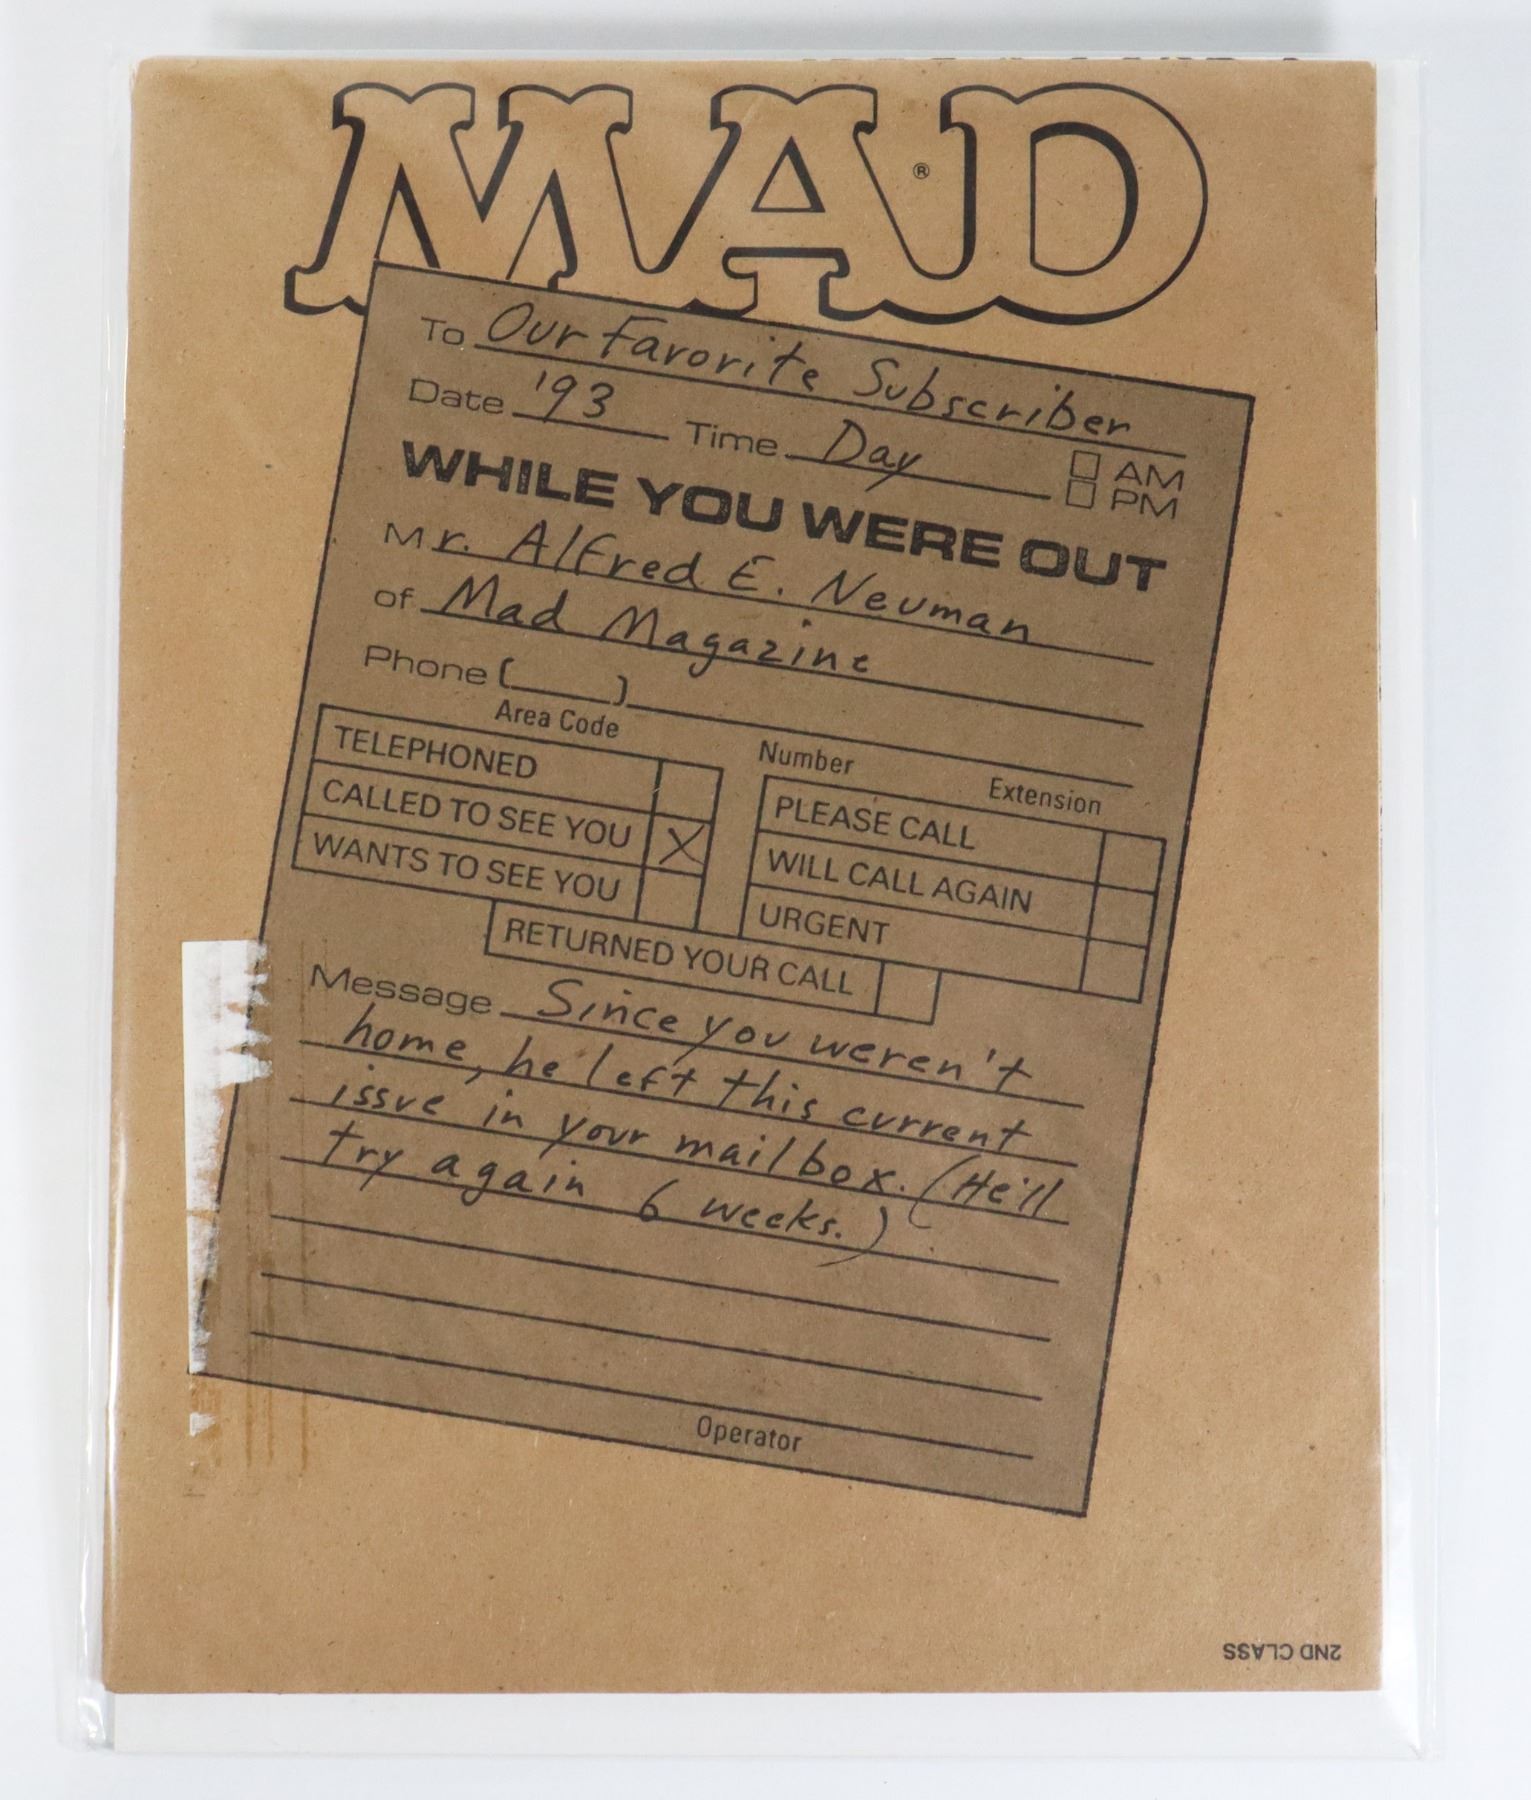 MAD®
To Our Favorite Subscriber
Date '93 Time Day AM
PM
WHILE YOU WERE OUT
Mr. Alfred E. Neuman
of Mad Magazine
Phone ( )
Area Code Number Extension
TELEPHONED
CALLED TO SEE YOU X
WANTS TO SEE YOU
PLEASE CALL
WILL CALL AGAIN
URGENT
RETURNED YOUR CALL
Message Since you weren't
home, he left this current
issue in your mailbox. (He'll
try again 6 weeks.)
Operator
2ND CLASS